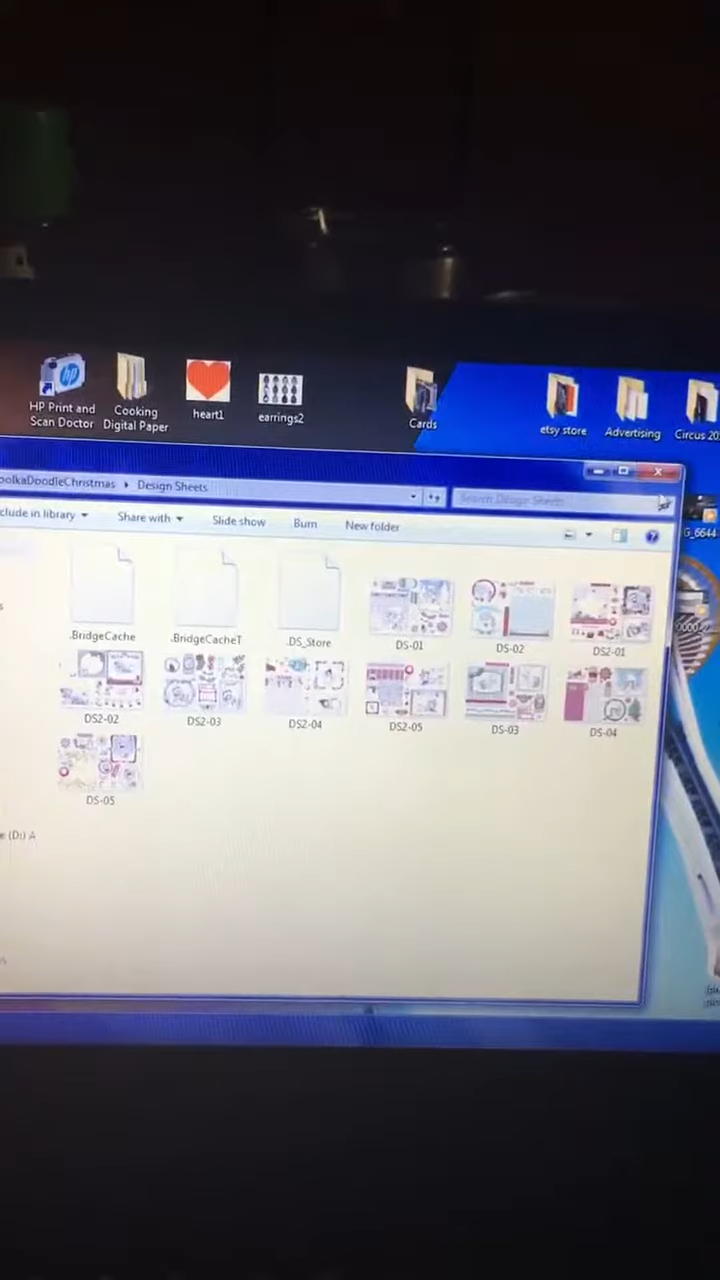 HP Print and
Scan Doctor
Cooking
Digital Paper
heart1
earrings2
Cards
etsy store
Advertising
Circus 20
oolkaDoodleChristmas
Design Sheets
Search Design Sheets
clude in library
Share with
Slide show
Burn
New folder
G_6644
.BridgeCache
.BridgeCacheT
.DS_Store
DS-01
DS-02
DS2-01
DS2-02
DS2-03
DS2-04
DS2-05
DS-03
DS-04
DS-05
e (D:) A